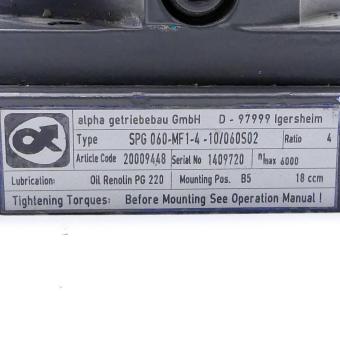 alpha getriebebau GmbH D - 97999 Igersheim
Type SPG 060-MF1-4 -10/060S02 Ratio 4
Article Code 20009448 Serial No 1409720 n1max 6000
Lubrication: Oil Renolin PG 220 Mounting Pos. B5 18 ccm
Tightening Torques: Before Mounting See Operation Manual !